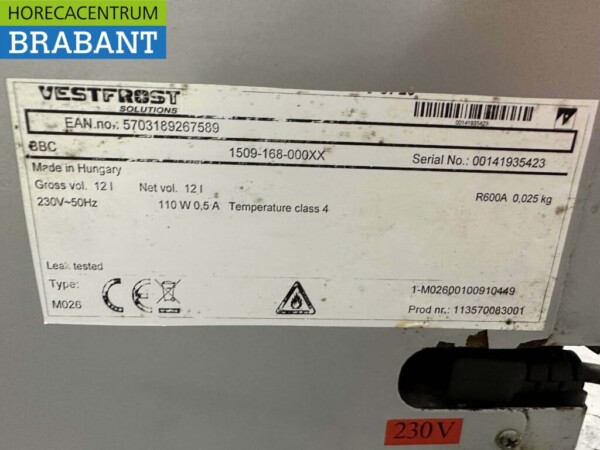 HORECACENTRUM
BRABANT
VESTFROST
SOLUTIONS
00141935423
EAN.no.: 5703189267589
BBC 1509-168-000XX Serial No.: 00141935423
Made in Hungary
Gross vol. 12 l Net vol. 12 l R600A 0,025 kg
230V~50Hz 110 W 0,5 A Temperature class 4
Leak tested
Type: CE 1-M02600100910449
M026 Prod nr.: 113570083001
230V